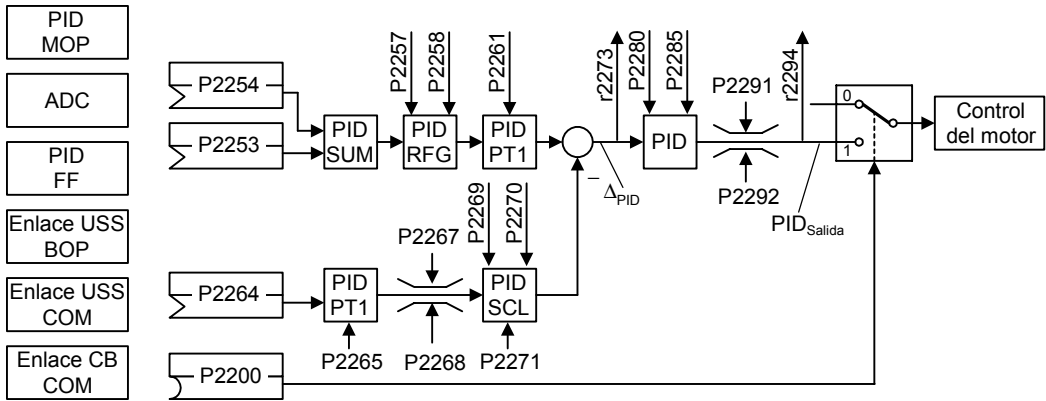 PID
MOP
ADC
PID
FF
Enlace USS
BOP
Enlace USS
COM
Enlace CB
COM
P2254
P2253
P2264
P2200
PID
SUM
P2257
P2258
PID
RFG
P2261
PID
PT1
r2273
– ΔPID
P2280
P2285
PID
P2291
P2292
r2294
PIDSalida
0
1
Control
del motor
PID
PT1
P2265
P2267
P2268
P2269
P2270
PID
SCL
P2271